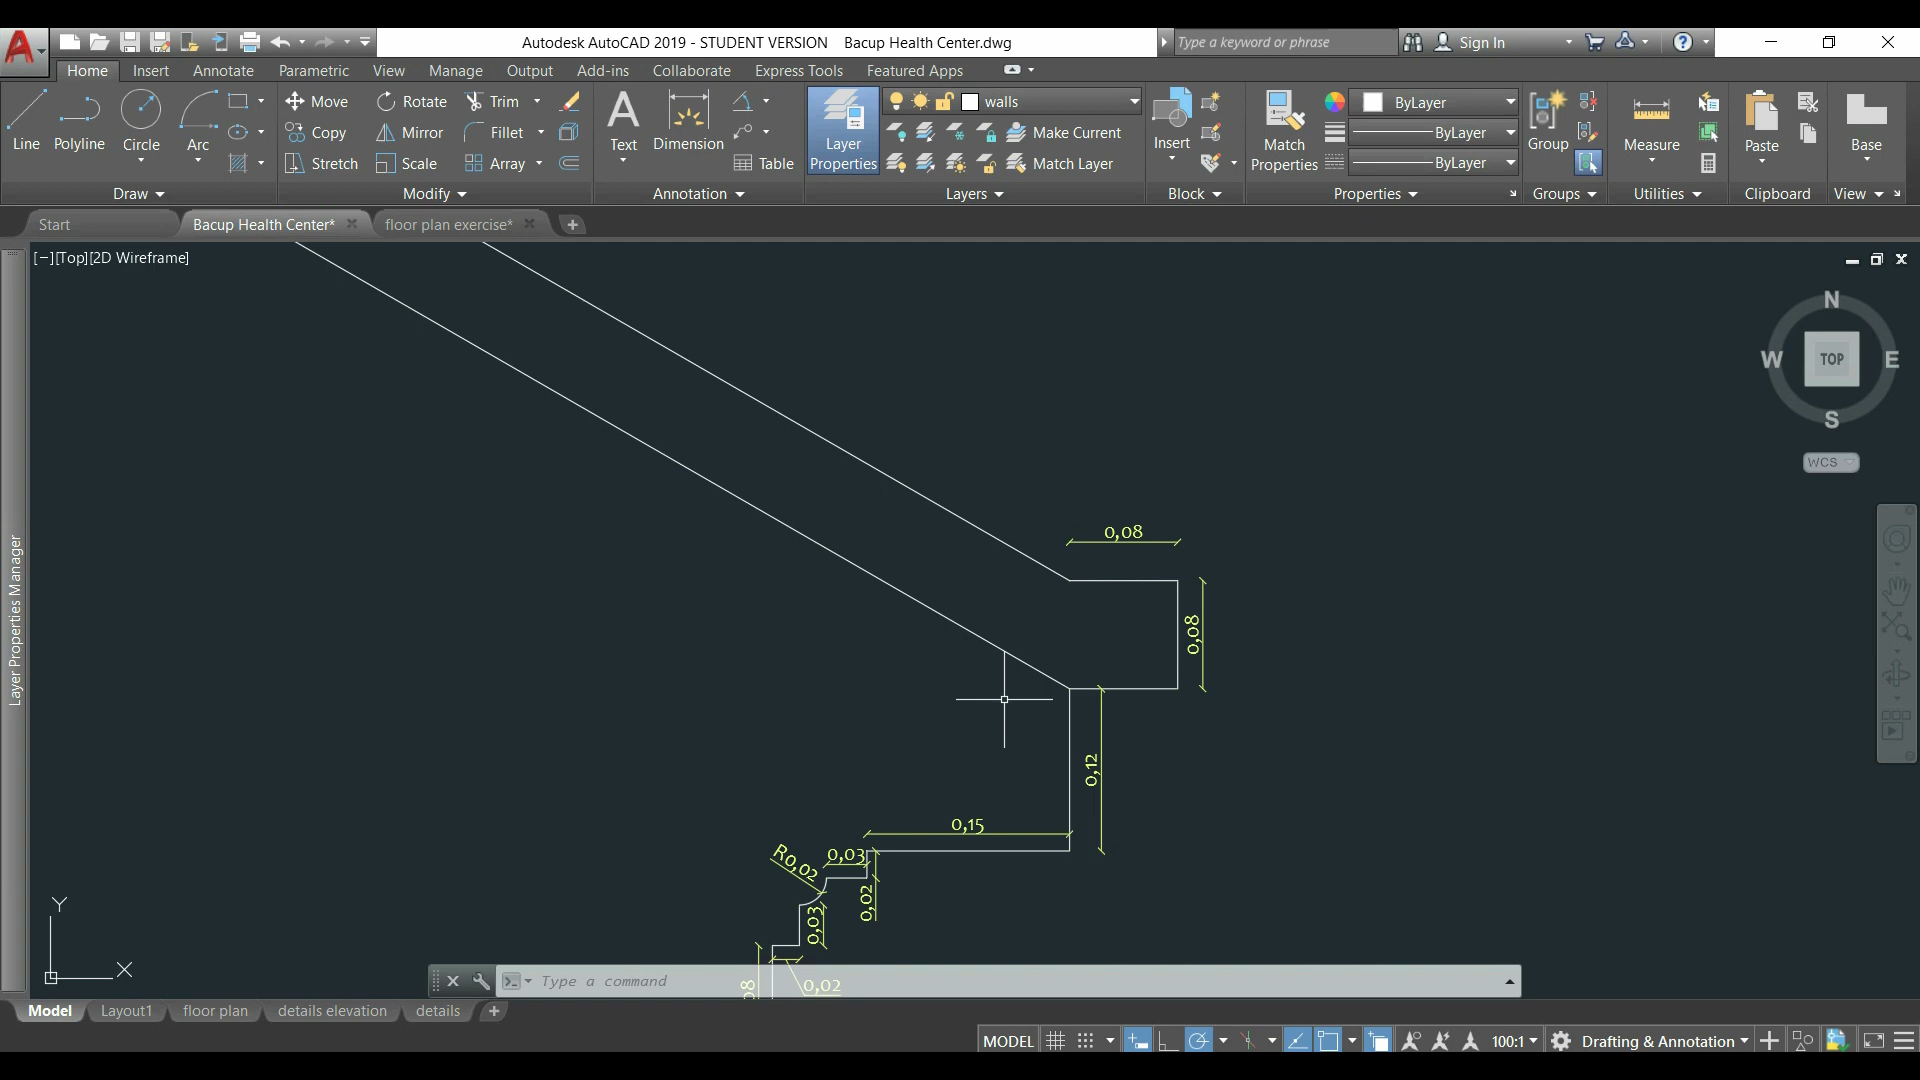 Autodesk AutoCAD 2019 - STUDENT VERSION Bacup Health Center.dwg
Type a keyword or phrase
Sign In
Home Insert Annotate Parametric View Manage Output Add-ins Collaborate Express Tools Featured Apps
Line Polyline Circle Arc
Move Rotate Trim
Copy Mirror Fillet
Stretch Scale Array
Text Dimension Table
Layer Properties
walls
Make Current
Match Layer
Insert
Match Properties
ByLayer
ByLayer
ByLayer
Group Measure Paste Base
Draw Modify Annotation Layers Block Properties Groups Utilities Clipboard View
Start Bacup Health Center* floor plan exercise*
[−][Top][2D Wireframe]
N
W TOP E
S
WCS
Layer Properties Manager
0,08
0,08
0,12
0,15
R0,02
0,03
0,02
0,03
08
0,02
Y
X
Type a command
Model Layout1 floor plan details elevation details
MODEL 100:1 Drafting & Annotation